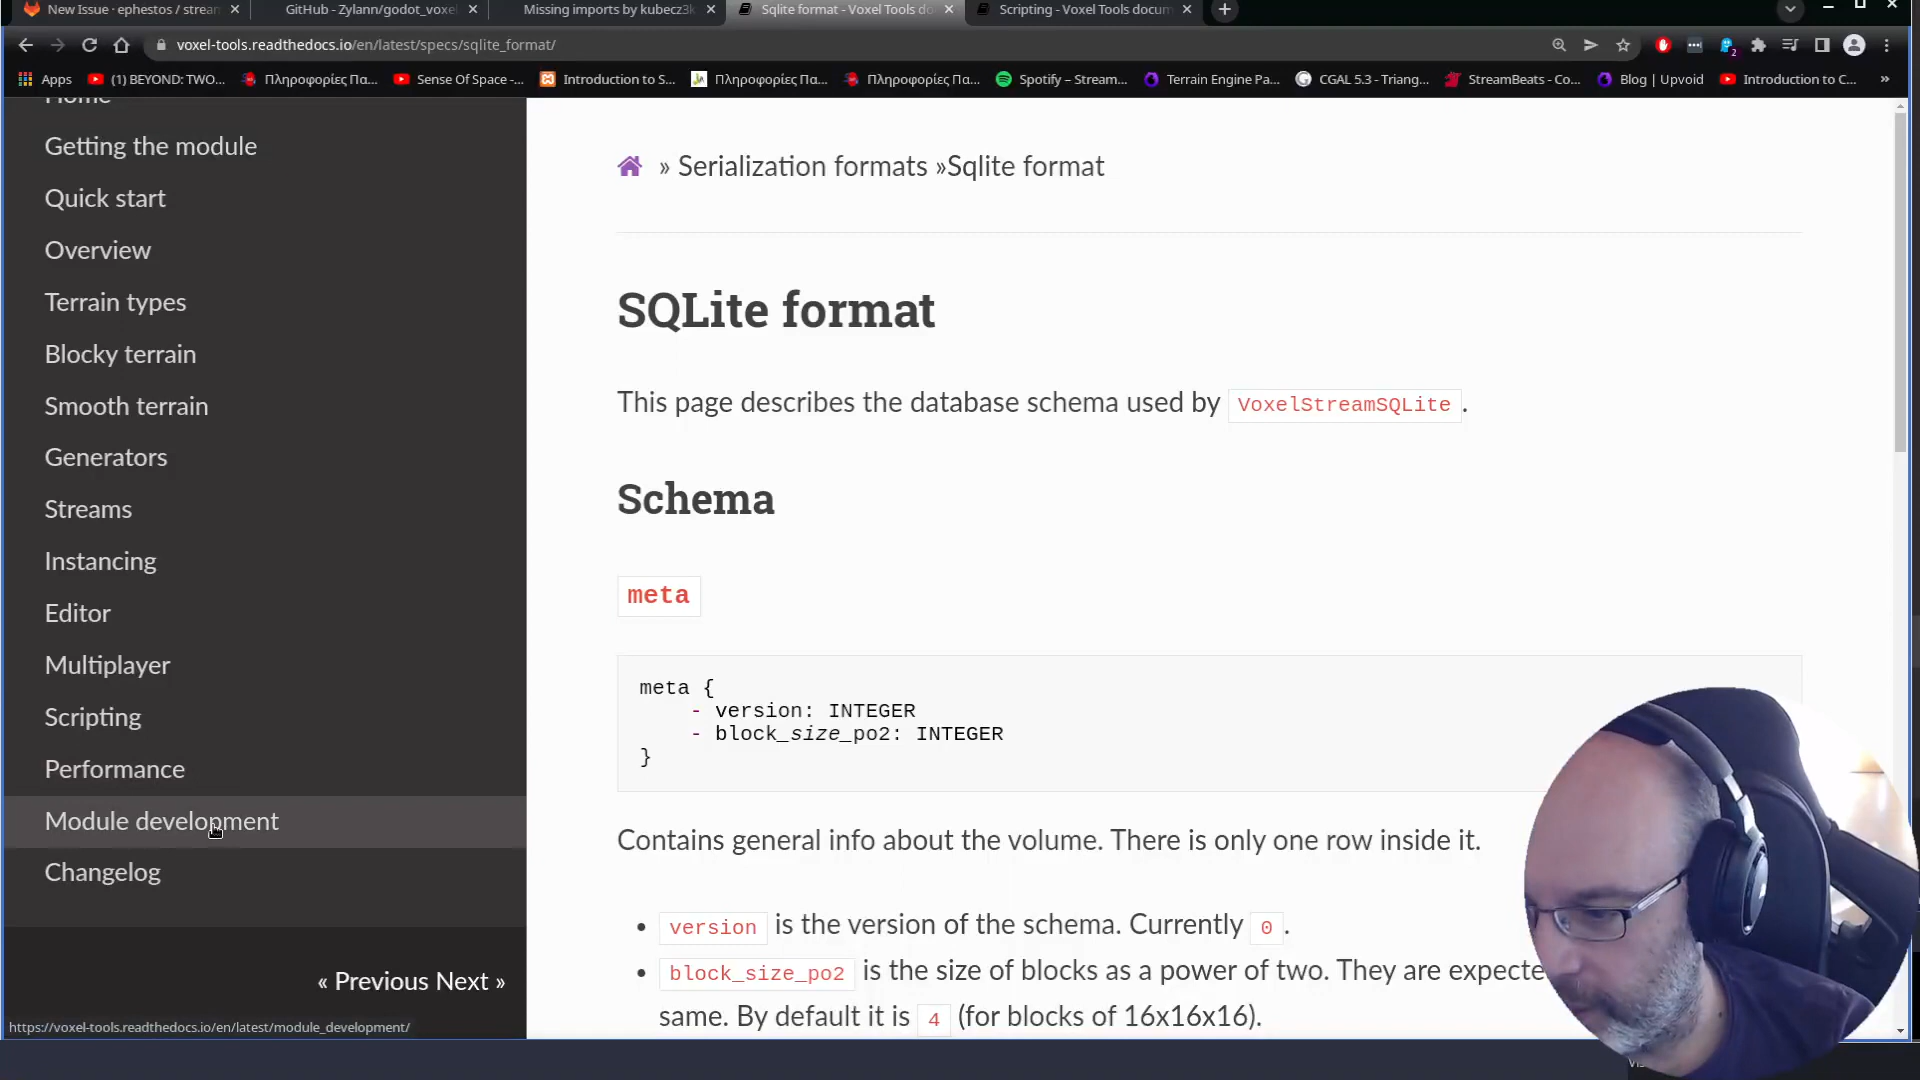 New Issue · ephestos / strean
GitHub - Zylann/godot_voxel
Missing imports by kubecz3k
Sqlite format - Voxel Tools do
Scripting - Voxel Tools docum
voxel-tools.readthedocs.io/en/latest/specs/sqlite_format/
Apps
(1) BEYOND: TWO...
Πληροφορίες Πα...
Sense Of Space -...
Introduction to S...
Πληροφορίες Πα...
Πληροφορίες Πα...
Spotify – Stream...
Terrain Engine Pa...
CGAL 5.3 - Triang...
StreamBeats - Co...
Blog | Upvoid
Introduction to C...
»
Home
Getting the module
Quick start
Overview
Terrain types
Blocky terrain
Smooth terrain
Generators
Streams
Instancing
Editor
Multiplayer
Scripting
Performance
Module development
Changelog
« Previous Next »
https://voxel-tools.readthedocs.io/en/latest/module_development/
» Serialization formats »Sqlite format
SQLite format
This page describes the database schema used by VoxelStreamSQLite.
Schema
meta
meta {
- version: INTEGER
- block_size_po2: INTEGER
}
Contains general info about the volume. There is only one row inside it.
• version is the version of the schema. Currently 0.
• block_size_po2 is the size of blocks as a power of two. They are expecte
same. By default it is 4 (for blocks of 16x16x16).